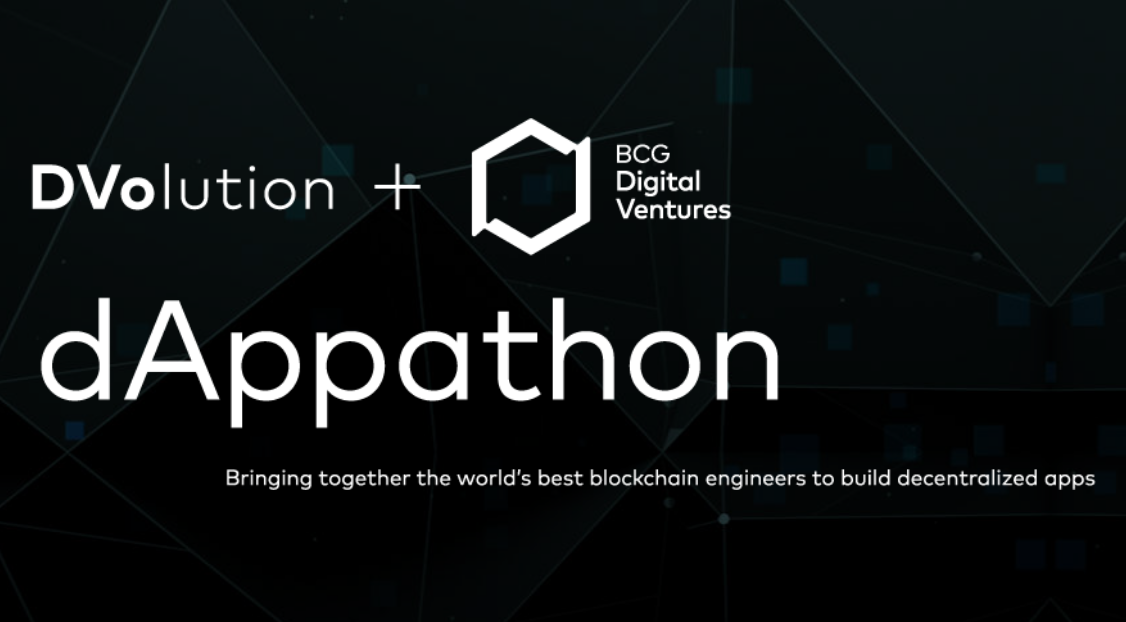 DVolution +
BCG
Digital
Ventures
dAppathon
Bringing together the world's best blockchain engineers to build decentralized apps